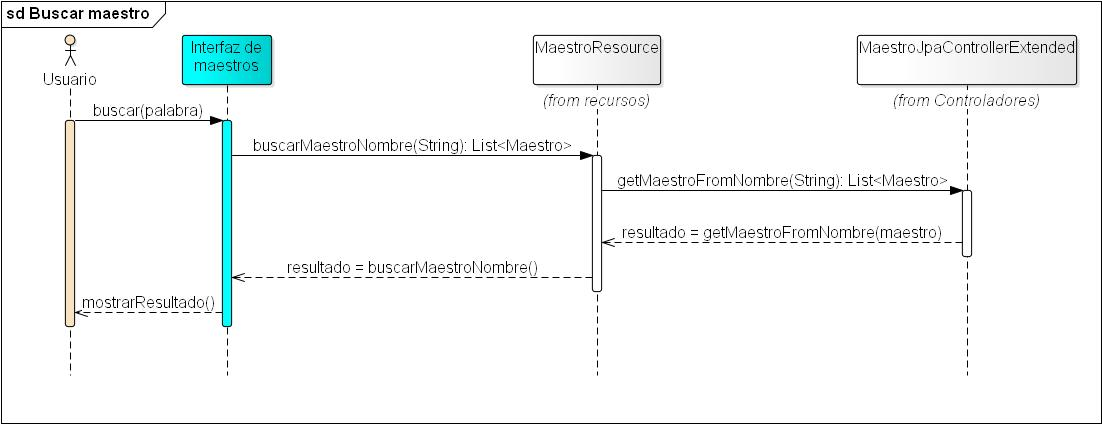 sd Buscar maestro
Usuario
Interfaz de
maestros
MaestroResource
(from recursos)
MaestroJpaControllerExtended
(from Controladores)
buscar(palabra)
buscarMaestroNombre(String): List<Maestro>
getMaestroFromNombre(String): List<Maestro>
resultado = getMaestroFromNombre(maestro)
resultado = buscarMaestroNombre()
mostrarResultado()